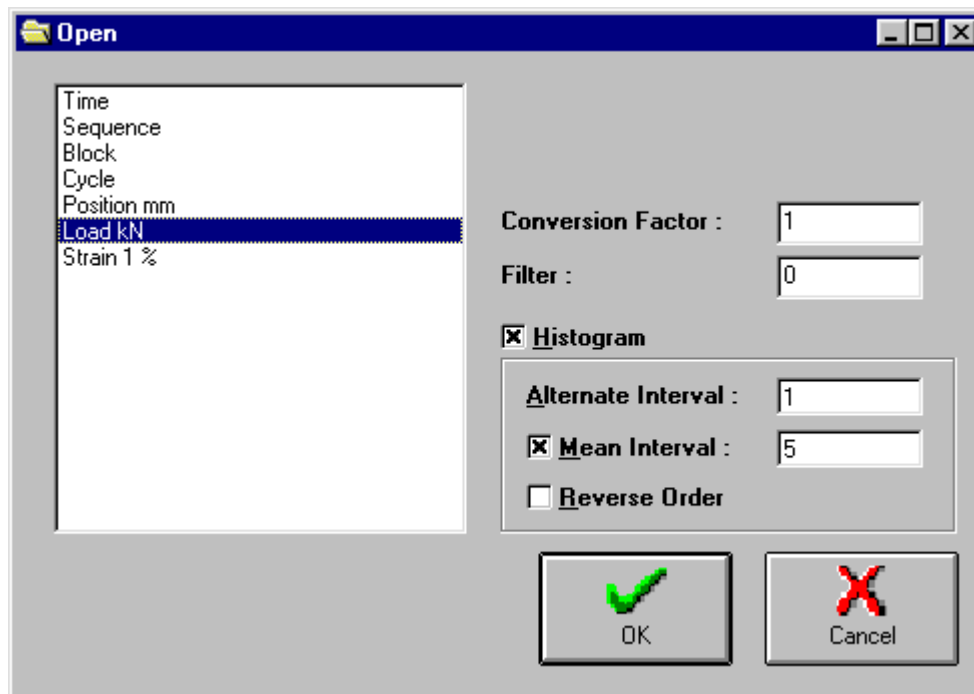 Open
Time
Sequence
Block
Cycle
Position mm
Load kN
Strain 1 %
Conversion Factor : 1
Filter : 0
Histogram
Alternate Interval : 1
Mean Interval : 5
Reverse Order
OK
Cancel